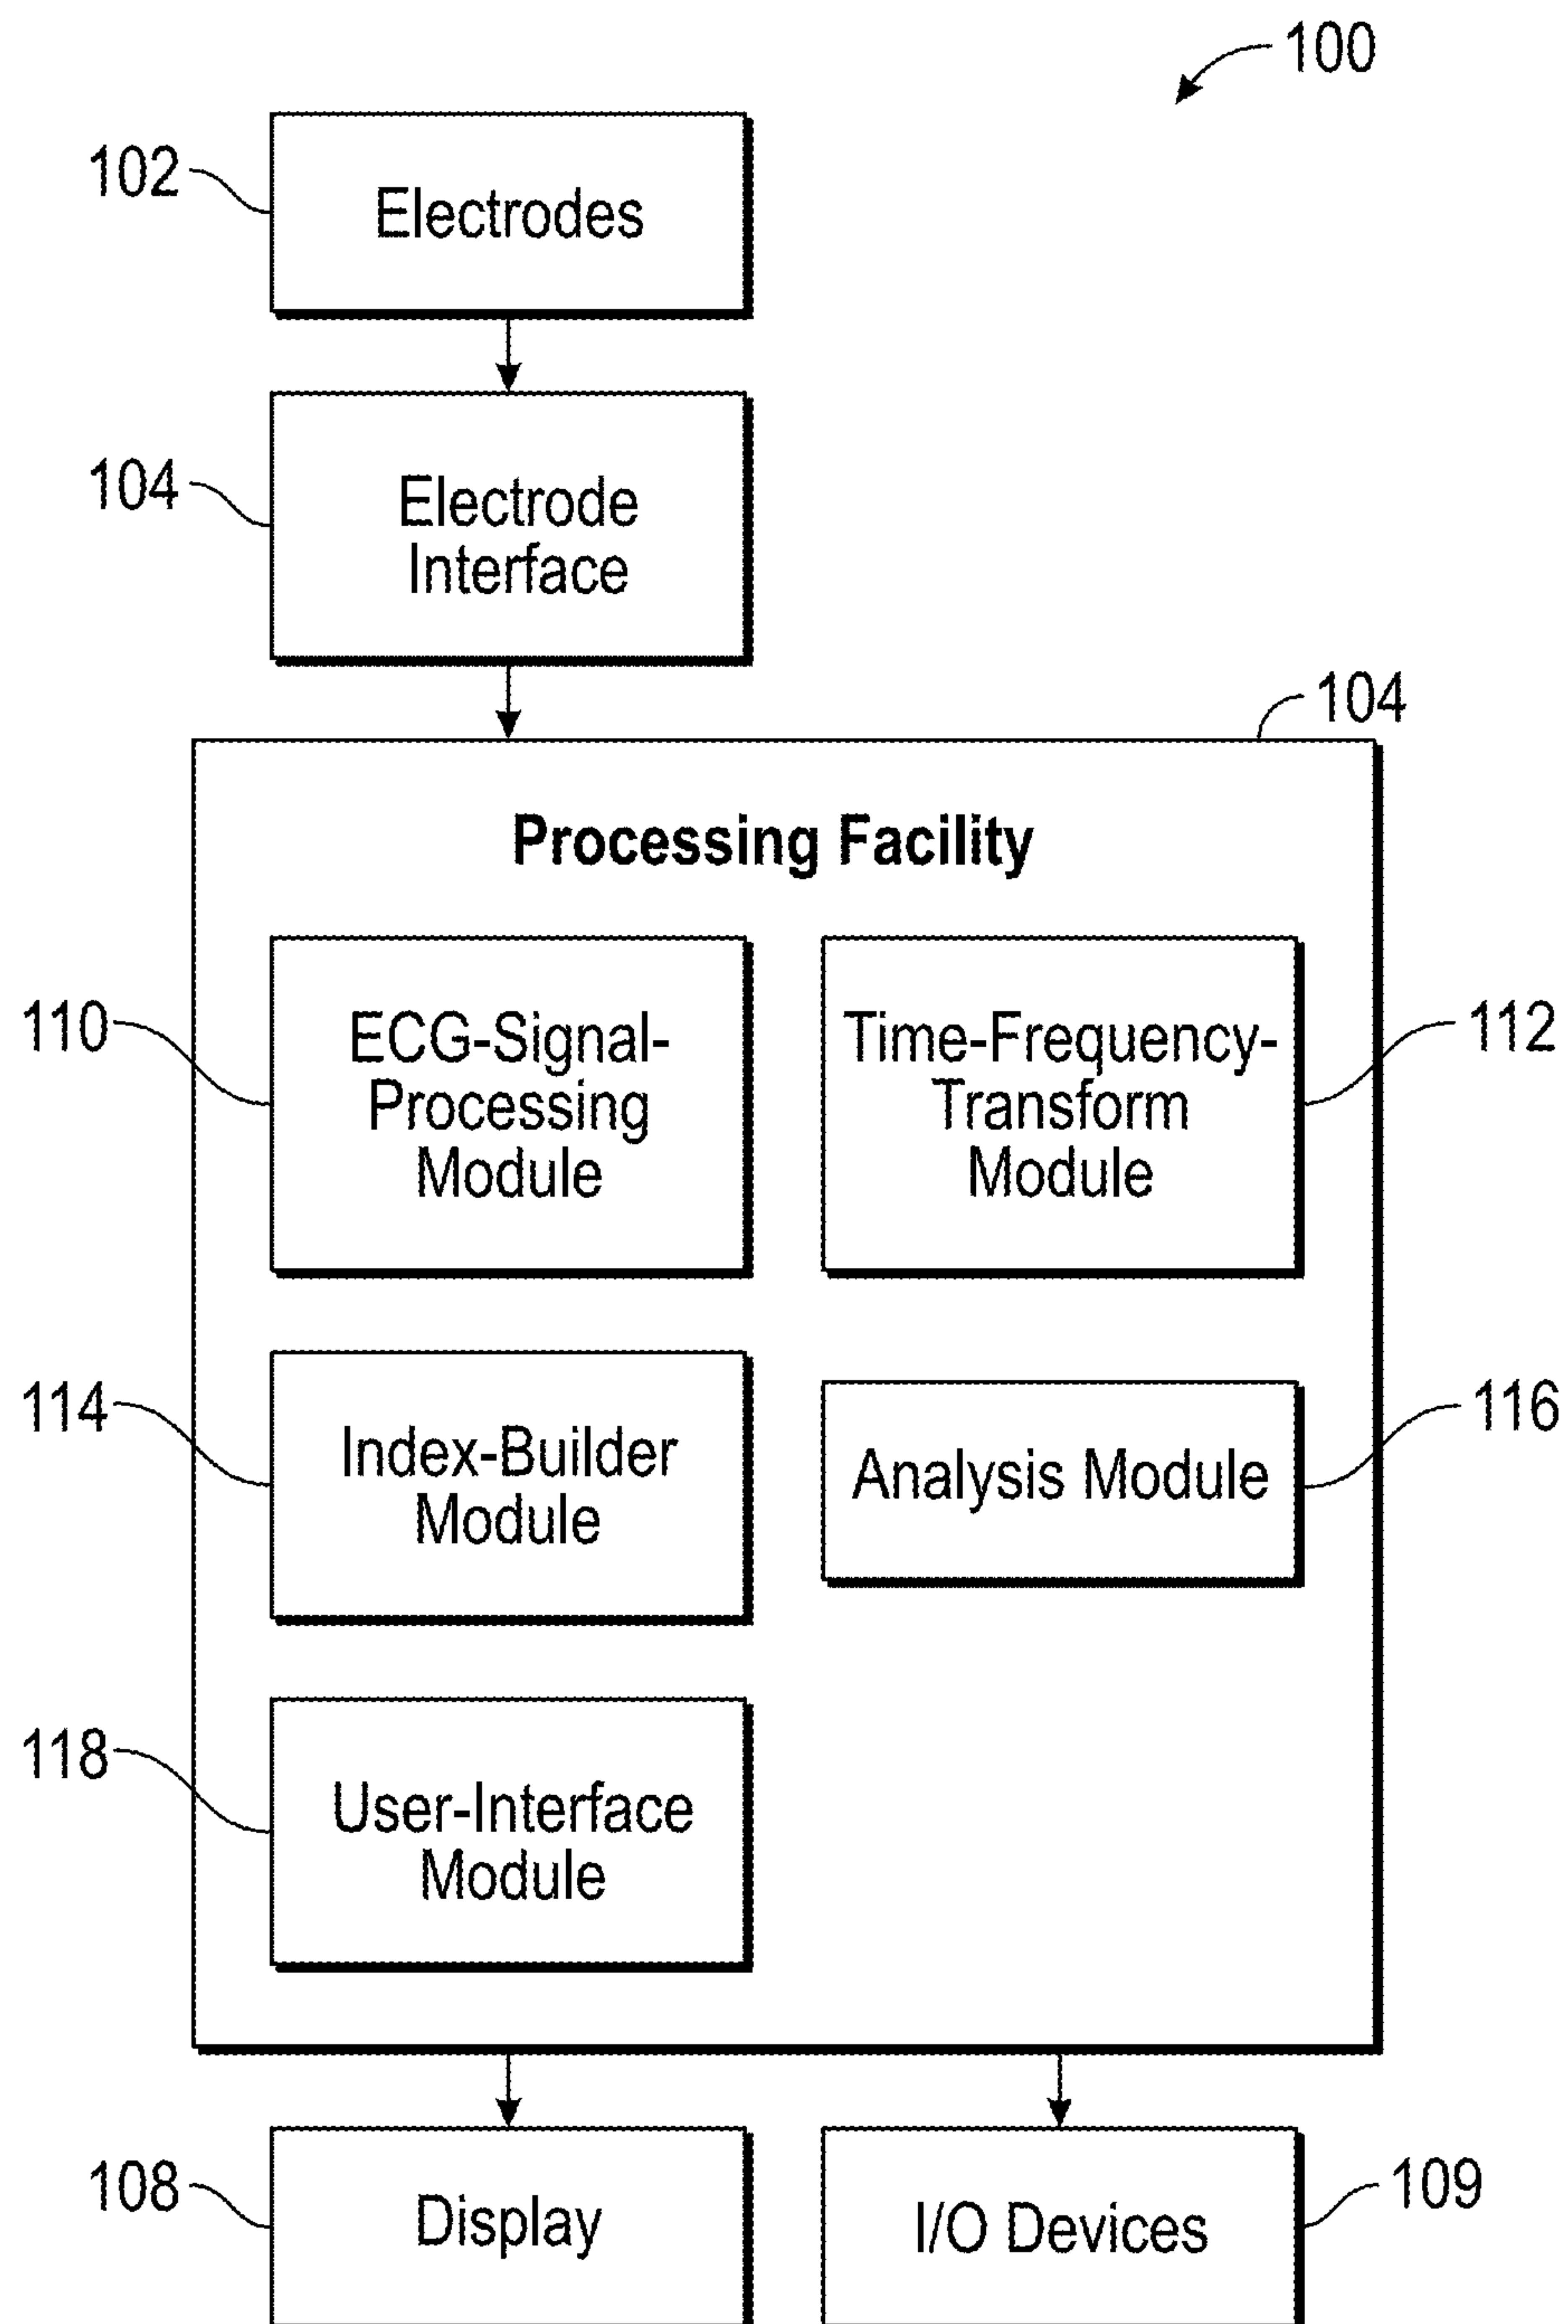 100
102
Electrodes
104
Electrode
Interface
104
Processing Facility
110
ECG-Signal-
Processing
Module
Time-Frequency-
Transform
Module
112
114
Index-Builder
Module
Analysis Module
116
118
User-Interface
Module
108
Display
I/O Devices
109